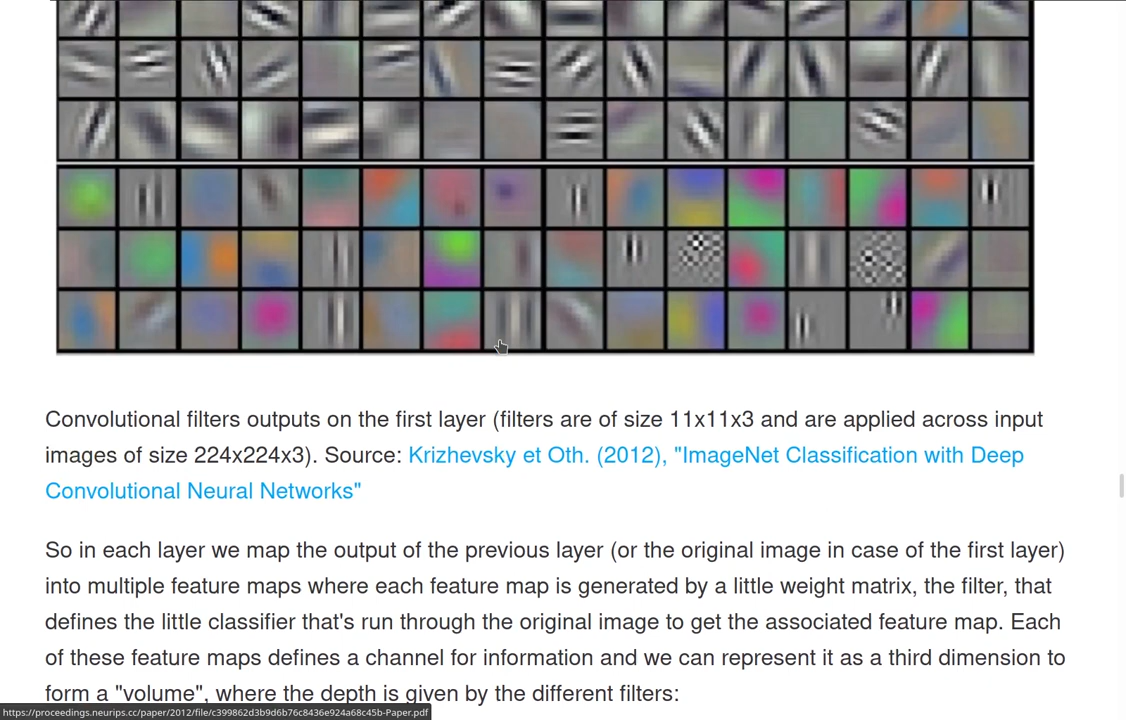 Convolutional filters outputs on the first layer (filters are of size 11x11x3 and are applied across input
images of size 224x224x3). Source: Krizhevsky et Oth. (2012), "ImageNet Classification with Deep
Convolutional Neural Networks"
So in each layer we map the output of the previous layer (or the original image in case of the first layer)
into multiple feature maps where each feature map is generated by a little weight matrix, the filter, that
defines the little classifier that's run through the original image to get the associated feature map. Each
of these feature maps defines a channel for information and we can represent it as a third dimension to
form a "volume", where the depth is given by the different filters:
https://proceedings.neurips.cc/paper/2012/file/c399862d3b9d6b76c8436e924a68c45b-Paper.pdf